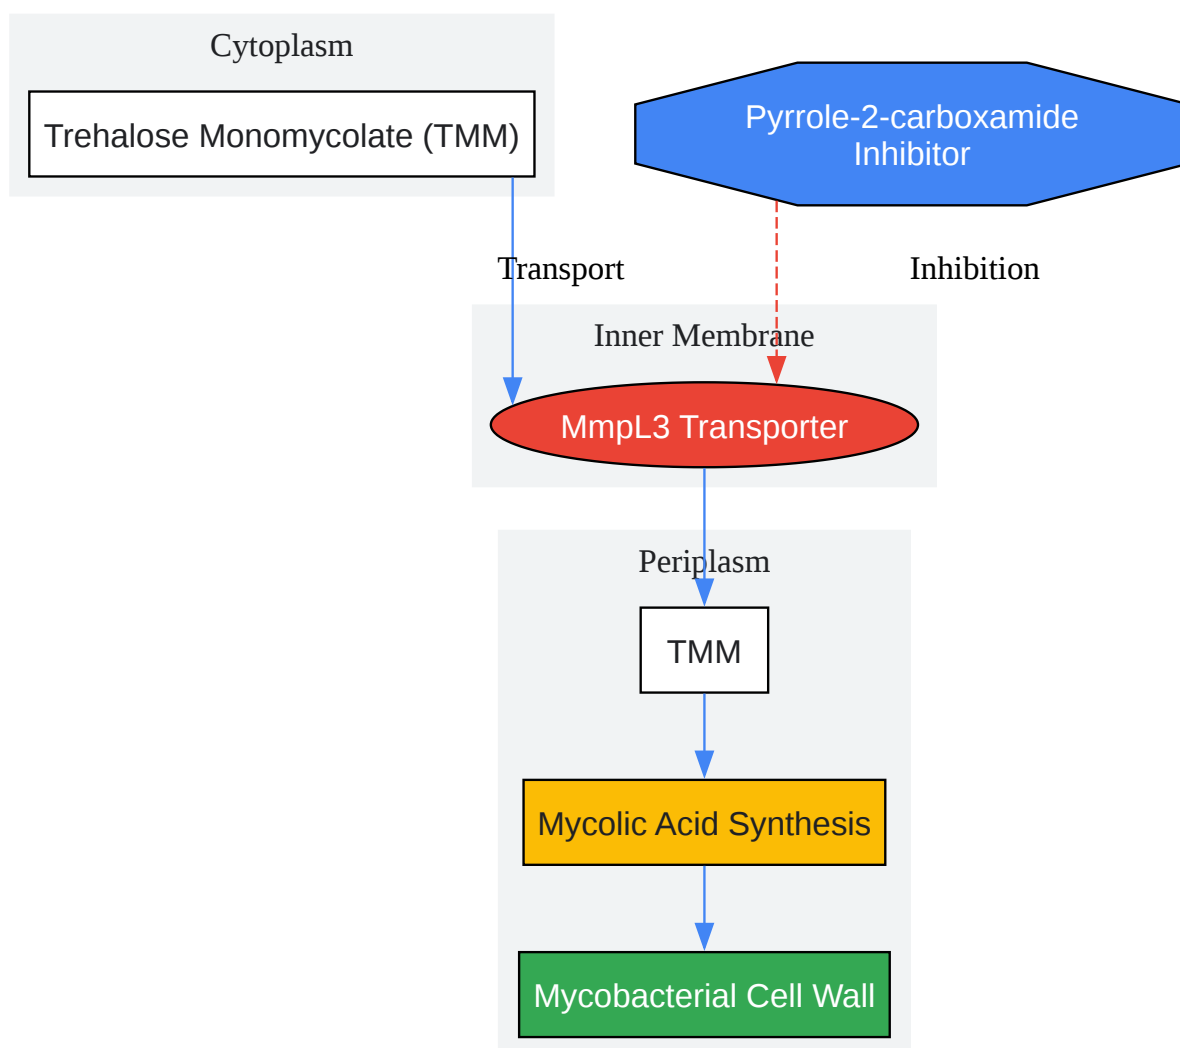 Cytoplasm
Trehalose Monomycolate (TMM)
Pyrrole-2-carboxamide
Inhibitor
Transport
Inhibition
Inner Membrane
MmpL3 Transporter
Periplasm
TMM
Mycolic Acid Synthesis
Mycobacterial Cell Wall